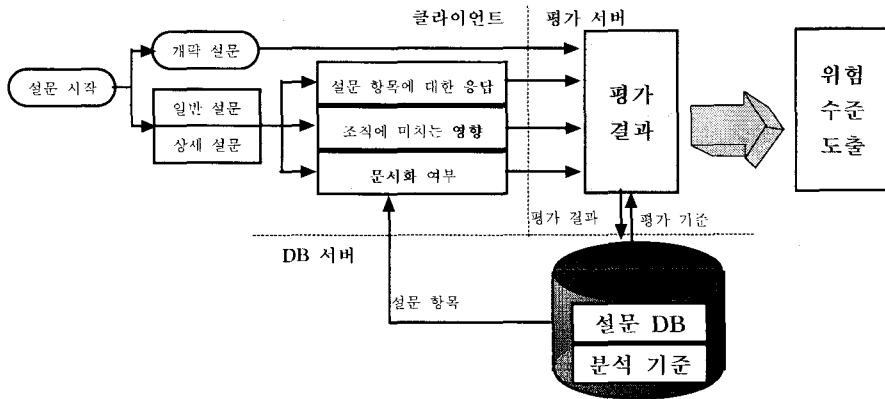 클라이언트
평가 서버
개략 설문
설문 시작
일반 설문
상세 설문
설문 항목에 대한 응답
조직에 미치는 영향
문서화 여부
평가
결과
위험
수준
도출
평가 결과
평가 기준
DB 서버
설문 항목
설문 DB
분석 기준